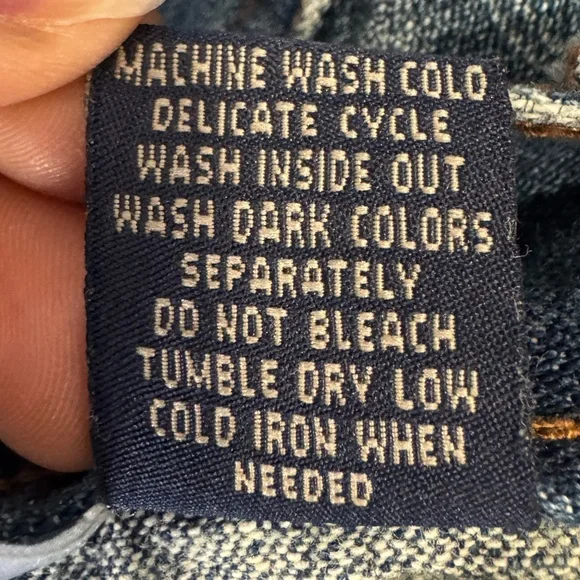 MACHINE WASH COLD
DELICATE CYCLE
WASH INSIDE OUT
WASH DARK COLORS
SEPARATELY
DO NOT BLEACH
TUMBLE DRY LOW
COLD IRON WHEN
NEEDED